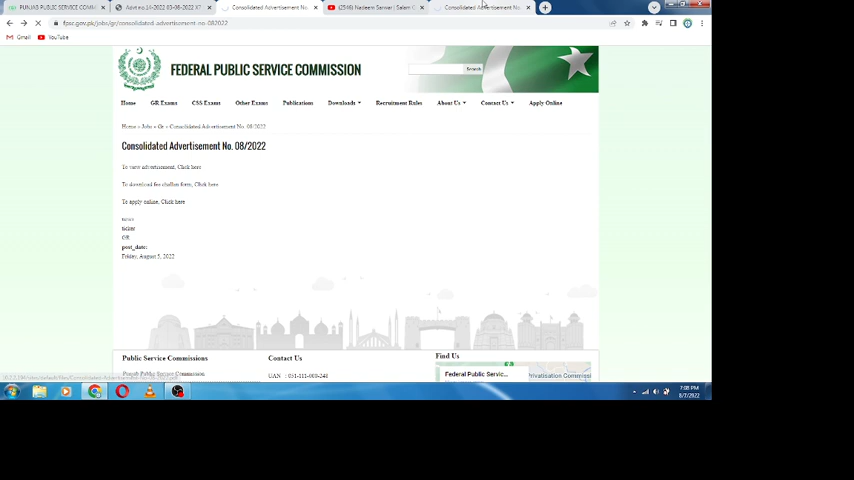 PUNJAB PUBLIC SERVICE COMM
Advt no.14-2022 03-08-2022 X7
Consolidated Advertisement No.
(2546) Nadeem Sarwar | Salam
Consolidated Advertisement No.
fpsc.gov.pk/jobs/gr/consolidated-advertisement-no-082022
Gmail
YouTube
FEDERAL PUBLIC SERVICE COMMISSION
Search
Home
GR Exams
CSS Exams
Other Exams
Publications
Downloads
Recruitment Rules
About Us
Contact Us
Apply Online
Home » Jobs » Gr » Consolidated Advertisement No. 08/2022
Consolidated Advertisement No. 08/2022
To view advertisement, Click here
To download fee challan form, Click here
To apply online, Click here
GR
post_date:
Friday, August 5, 2022
Public Service Commissions
Contact Us
Find Us
Punjab Public Service Commission
UAN : 051-111-000-248
Federal Public Servic...
Privatisation Commissi
7:08 PM
8/7/2022